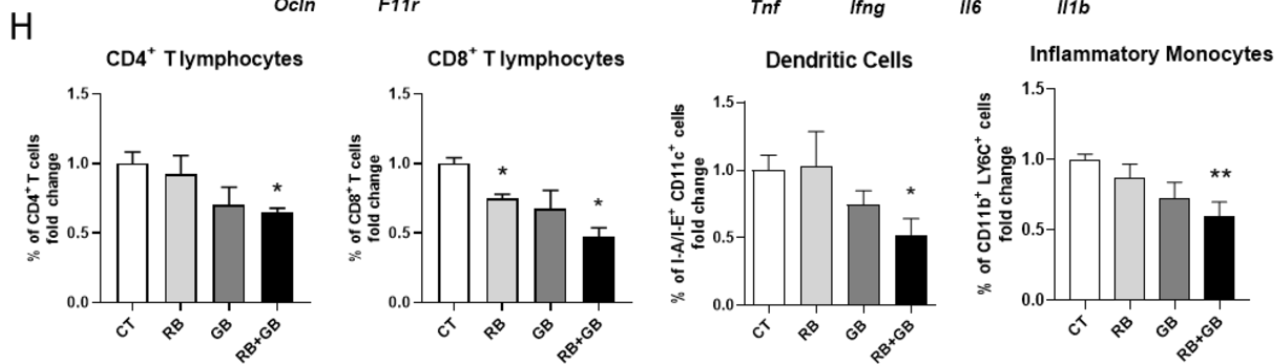 Ocln F11r Tnf Ifng Il6 Il1b
H
CD4⁺ T lymphocytes
% of CD4⁺ T cells
fold change
1.5
1.0
0.5
0.0
*
CT RB GB RB+GB
CD8⁺ T lymphocytes
% of CD8⁺ T cells
fold change
1.5
1.0
0.5
0.0
*
*
CT RB GB RB+GB
Dendritic Cells
% of I-A/I-E⁺ CD11c⁺ cells
fold change
1.5
1.0
0.5
0.0
*
CT RB GB RB+GB
Inflammatory Monocytes
% of CD11b⁺ LY6C⁺ cells
fold change
1.5
1.0
0.5
0.0
**
CT RB GB RB+GB